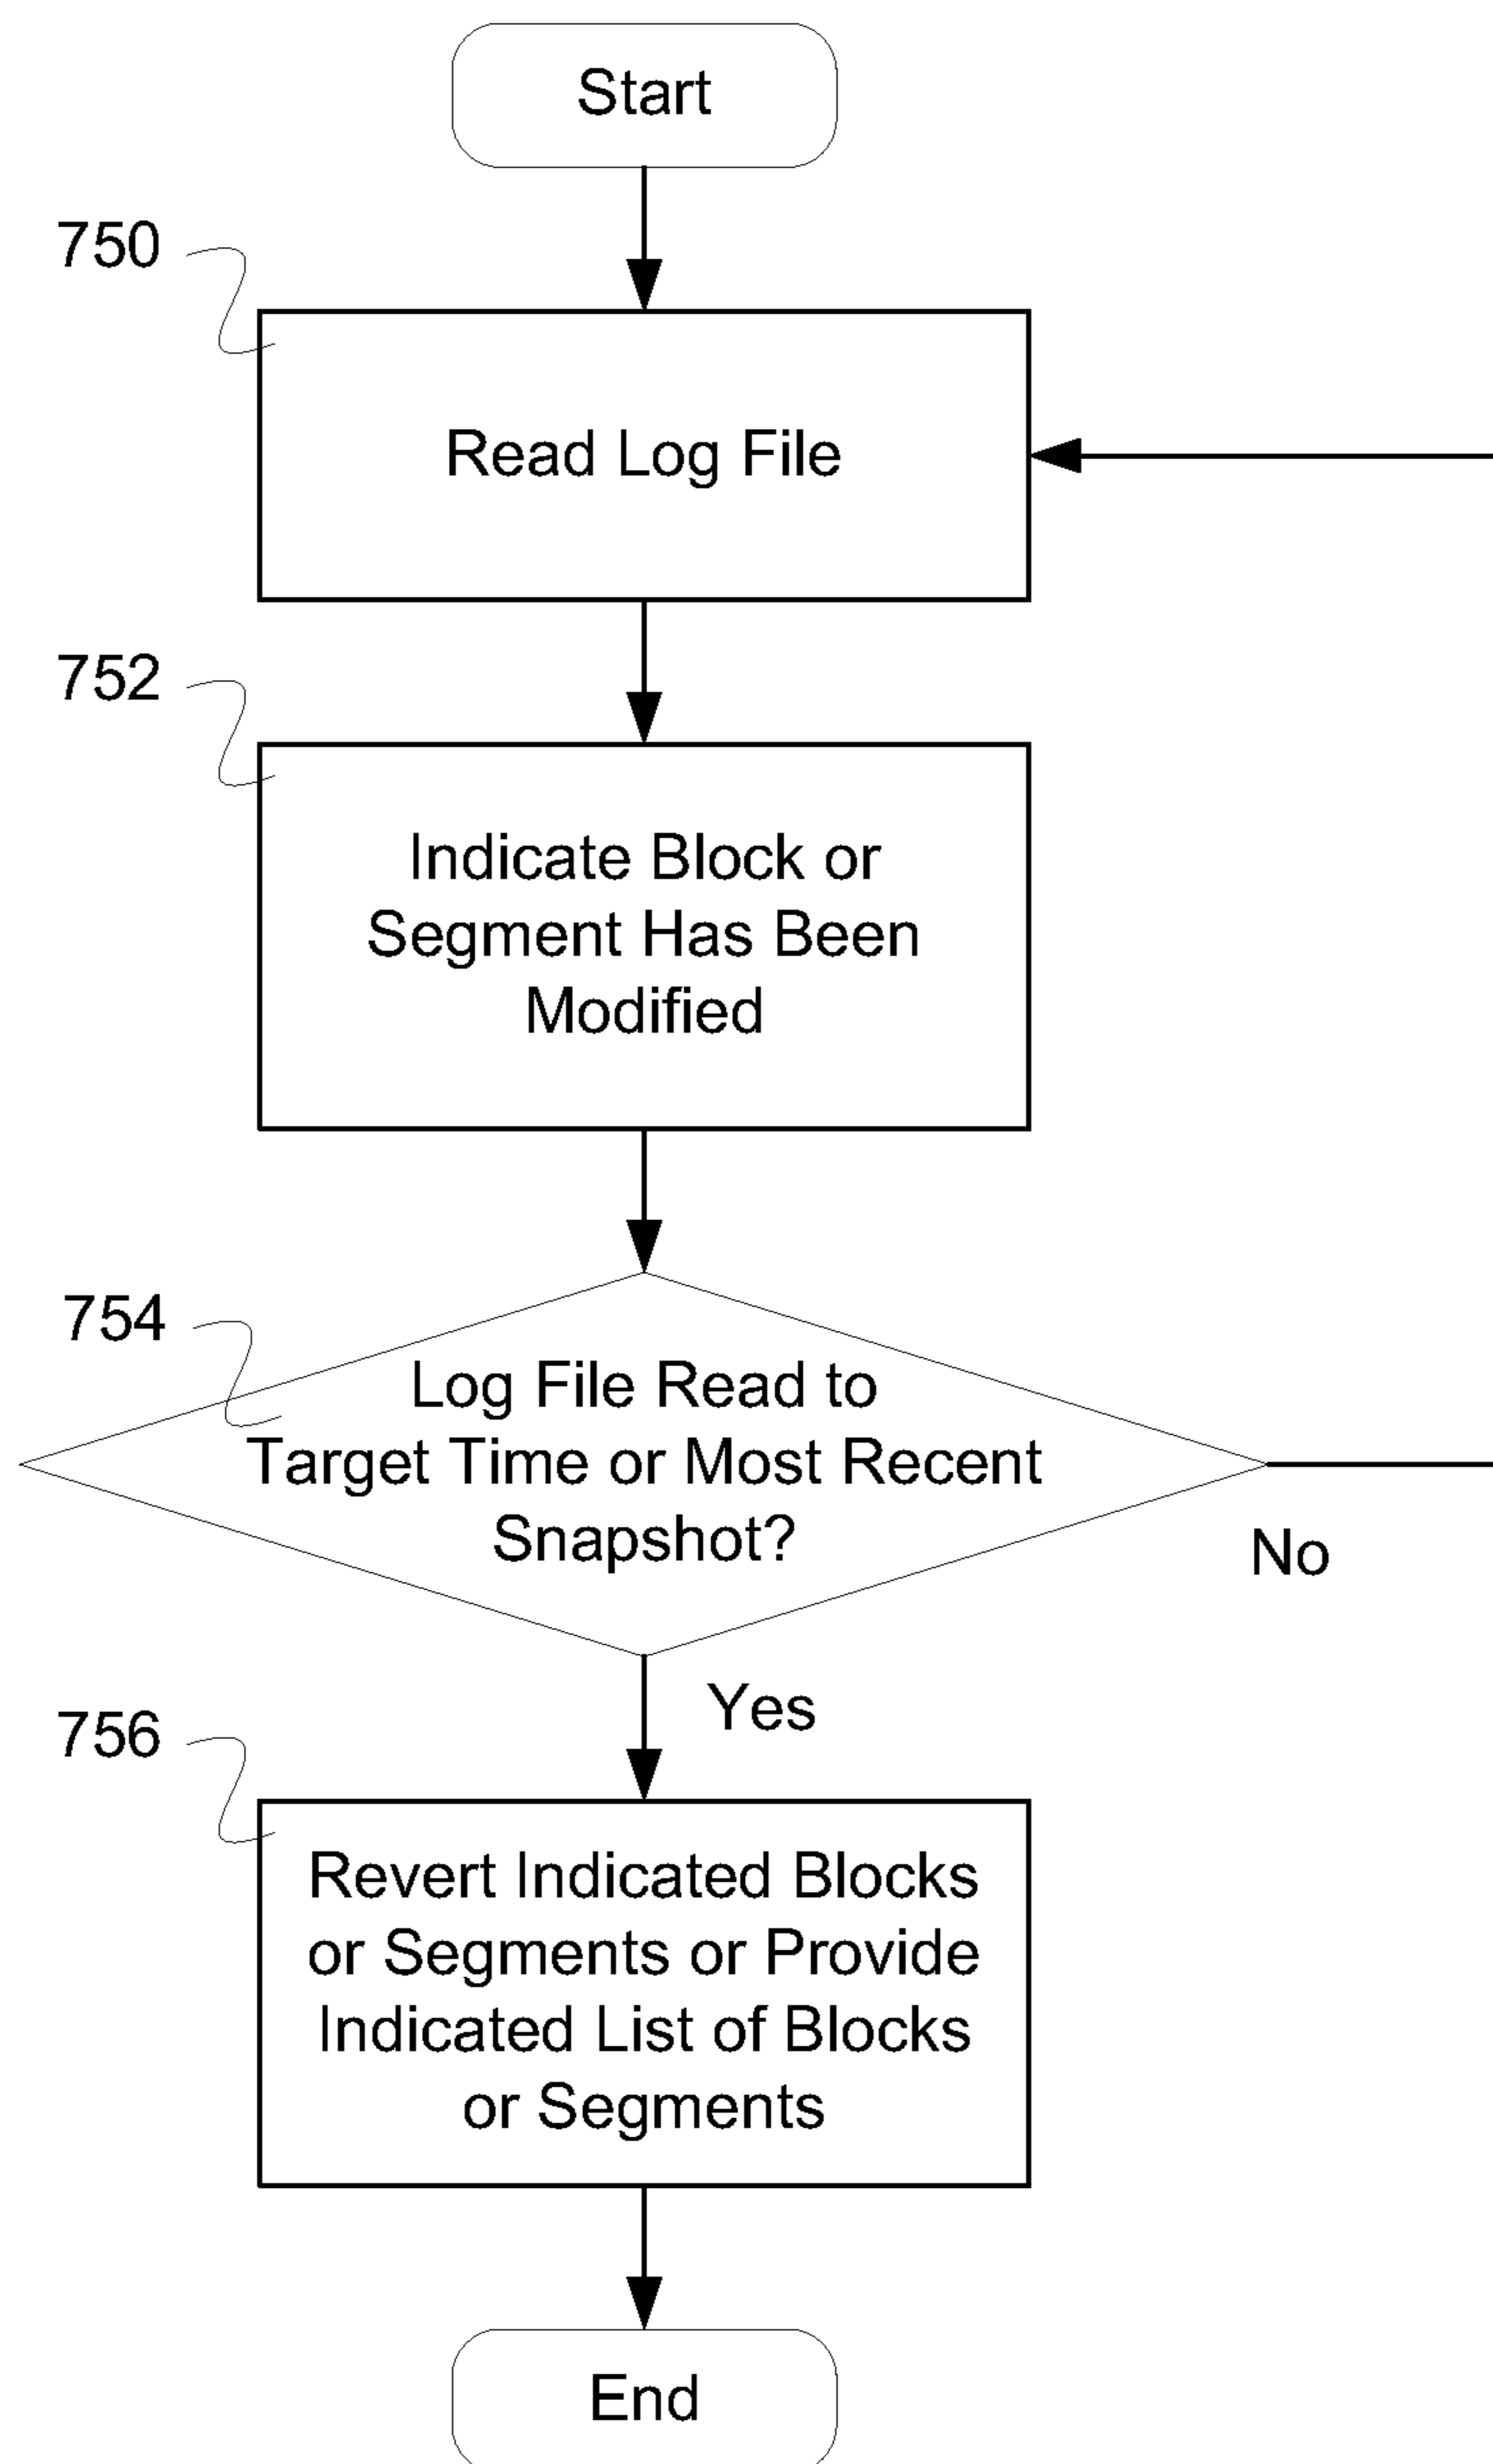 Start
750
Read Log File
752
Indicate Block or
Segment Has Been
Modified
754
Log File Read to
Target Time or Most Recent
Snapshot?
No
Yes
756
Revert Indicated Blocks
or Segments or Provide
Indicated List of Blocks
or Segments
End